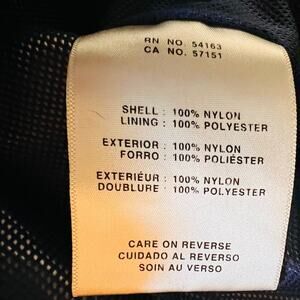 RN NO. 54163
CA NO. 57151
SHELL : 100% NYLON
LINING : 100% POLYESTER
EXTERIOR : 100% NYLON
FORRO : 100% POLIÉSTER
EXTERIEUR : 100% NYLON
DOUBLURE : 100% POLYESTER
CARE ON REVERSE
CUIDADO AL REVERSO
SOIN AU VERSO